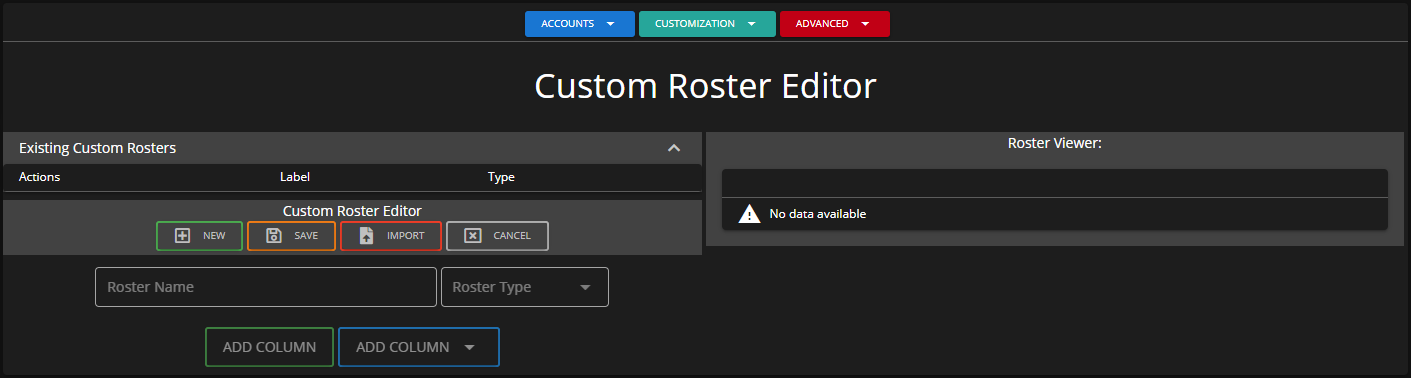 ACCOUNTS CUSTOMIZATION ADVANCED
Custom Roster Editor
Existing Custom Rosters
Actions Label Type
Custom Roster Editor
NEW SAVE IMPORT CANCEL
Roster Name Roster Type
ADD COLUMN ADD COLUMN
Roster Viewer:
No data available